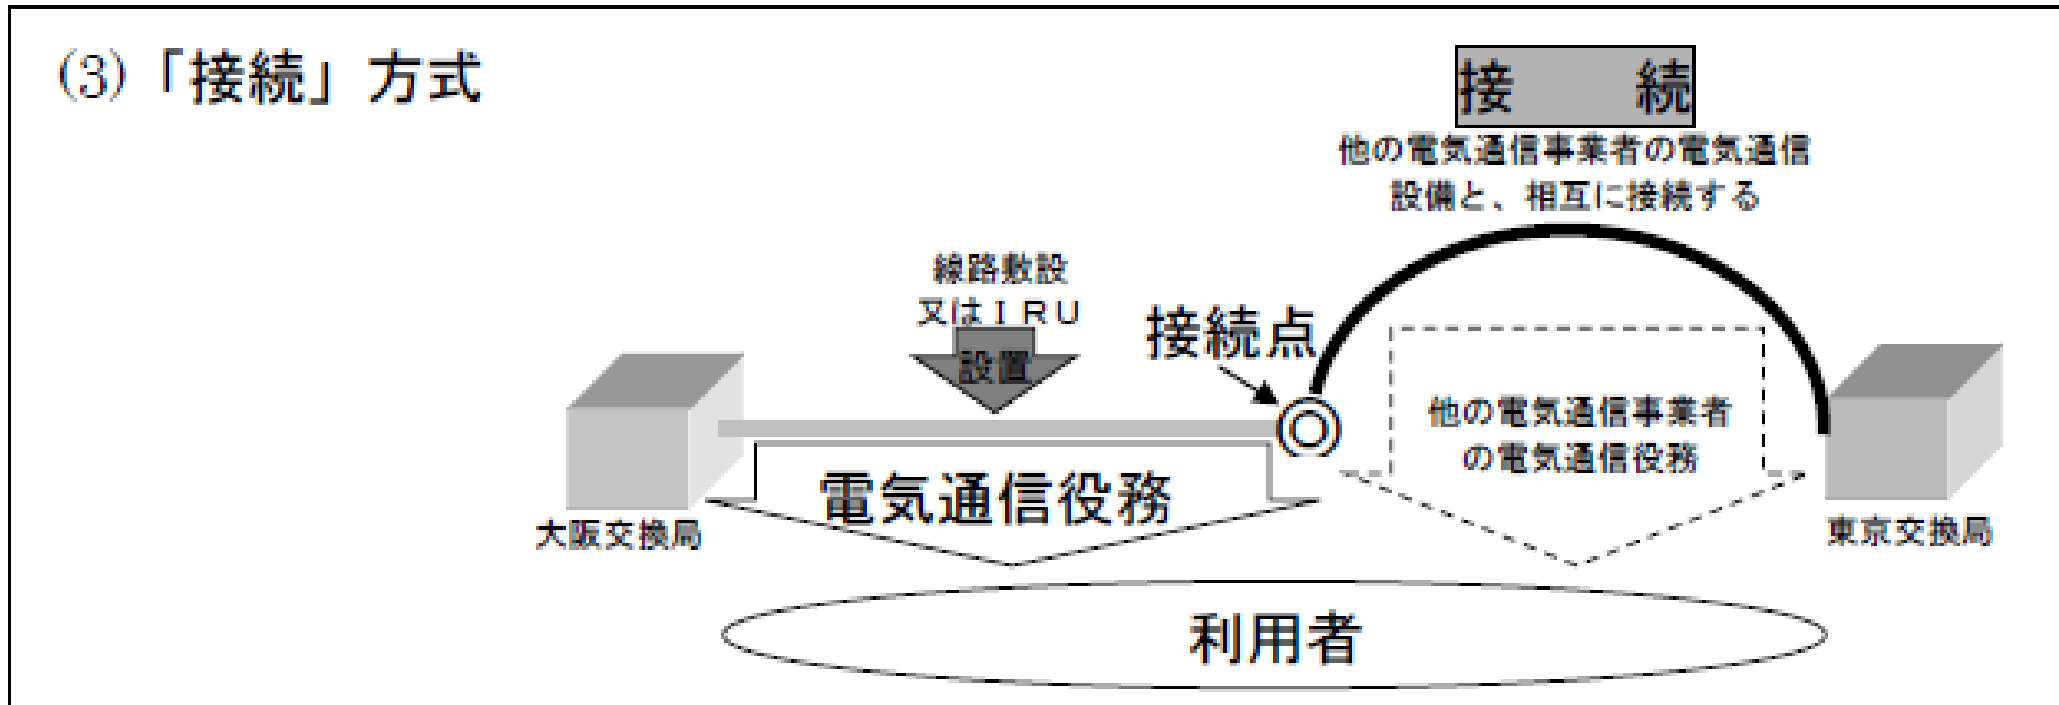 (3)「接続」方式
接　続
他の電気通信事業者の電気通信
設備と、相互に接続する
線路敷設
又はＩＲＵ
設置
接続点
他の電気通信事業者
の電気通信役務
電気通信役務
大阪交換局
東京交換局
利用者